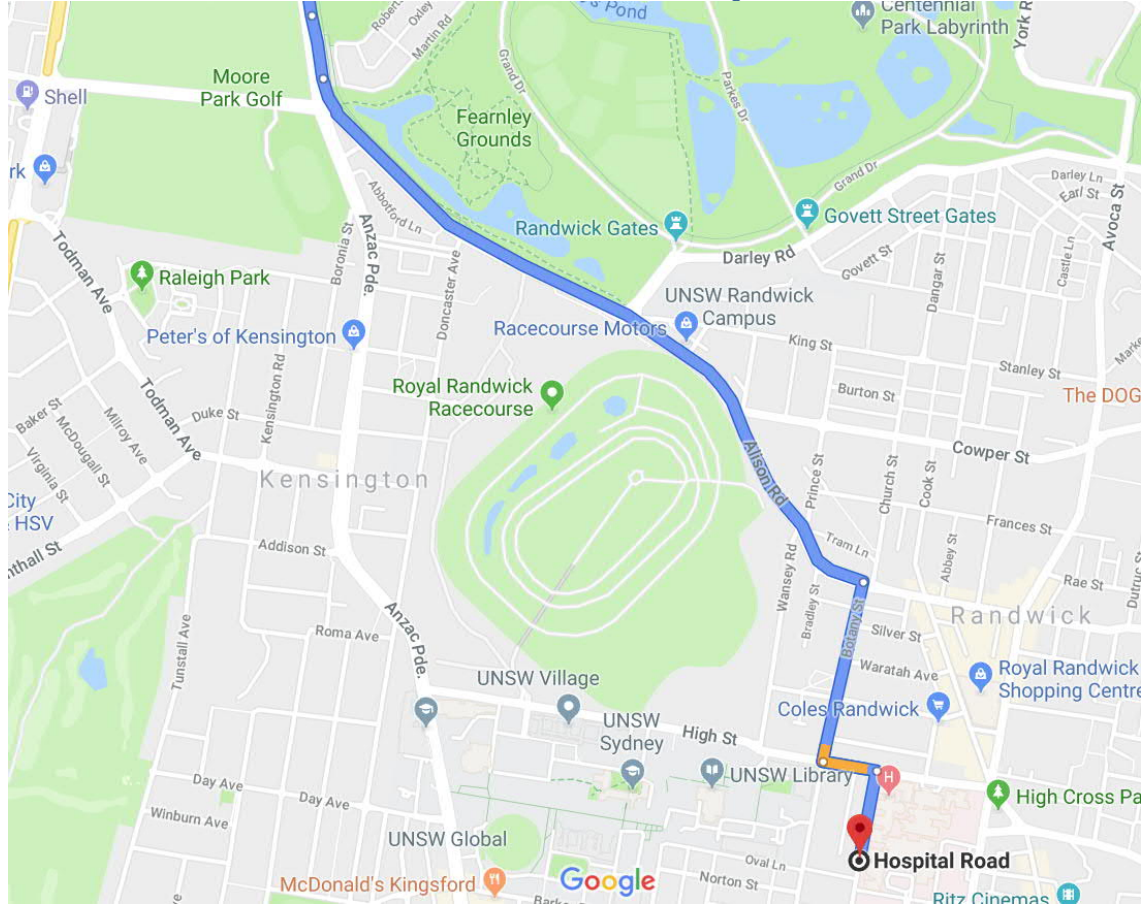 Centennial
Park Labyrinth
York R
's Pond
Oxley
Robert
Martin Rd
Grand Dr
Parkes Dr
Moore
Park Golf
Shell
Fearnley
Grounds
rk
Grand Dr
Darley Ln
Earl St
Avoca St
Abbotford Ln
Randwick Gates
Govett Street Gates
Darley Rd
Castle Ln
Govett St
Dangar St
Todman Ave
Boronia St
Anzac Pde.
Raleigh Park
Doncaster Ave
UNSW Randwick
Campus
Racecourse Motors
Peter's of Kensington
King St
Stanley St
Marke
Kensington Rd
Royal Randwick
Racecourse
Burton St
The DOG
Todman Ave
Baker St
Milroy Ave
McDougall St
Virginia St
Duke St
Cowper St
Alison Rd
Prince St
Church St
Cook St
Kensington
City
& HSV
Frances St
Tram Ln
Abbey St
nthall St
Addison St
Wansey Rd
Bradley St
Rae St
Dutruc St
Botany St
Randwick
Anzac Pde.
Roma Ave
Silver St
Tunstall Ave
Waratah Ave
Royal Randwick
Shopping Centre
UNSW Village
Coles Randwick
UNSW
Sydney
High St
UNSW Library
H
Day Ave
Day Ave
High Cross Pa
Winburn Ave
UNSW Global
Oval Ln
Hospital Road
Norton St
Google
McDonald's Kingsford
Barke
Ritz Cinemas